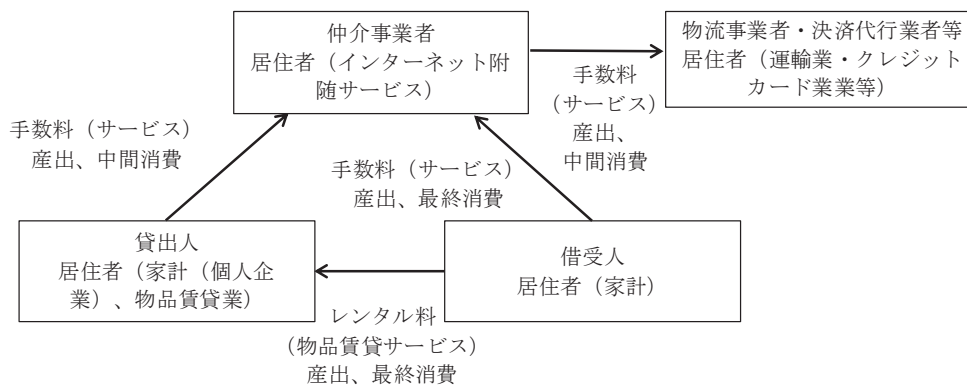 仲介事業者
居住者（インターネット附
随サービス）
物流事業者・決済代行業者等
居住者（運輸業・クレジット
カード業業等）
手数料
（サービス）
産出、
中間消費
手数料（サービス）
産出、中間消費
手数料（サービス）
産出、最終消費
貸出人
居住者（家計（個人企
業）、物品賃貸業）
借受人
居住者（家計）
レンタル料
（物品賃貸サービス）
産出、最終消費